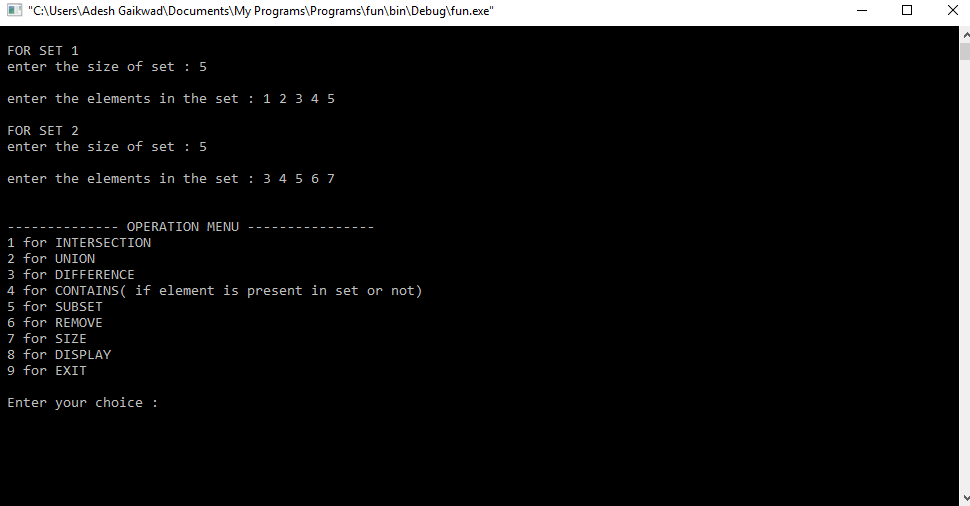 "C:\Users\Adesh Gaikwad\Documents\My Programs\Programs\fun\bin\Debug\fun.exe"
FOR SET 1
enter the size of set : 5
enter the elements in the set : 1 2 3 4 5
FOR SET 2
enter the size of set : 5
enter the elements in the set : 3 4 5 6 7
-------------- OPERATION MENU ----------------
1 for INTERSECTION
2 for UNION
3 for DIFFERENCE
4 for CONTAINS( if element is present in set or not)
5 for SUBSET
6 for REMOVE
7 for SIZE
8 for DISPLAY
9 for EXIT
Enter your choice :